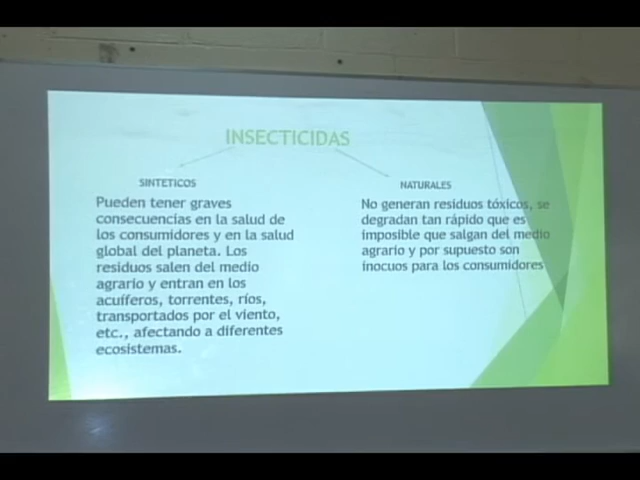 INSECTICIDAS
SINTETICOS
Pueden tener graves
consecuencias en la salud de
los consumidores y en la salud
global del planeta. Los
residuos salen del medio
agrario y entran en los
acuíferos, torrentes, ríos,
transportados por el viento,
etc., afectando a diferentes
ecosistemas.
NATURALES
No generan residuos tóxicos, se
degradan tan rápido que es
imposible que salgan del medio
agrario y por supuesto son
inocuos para los consumidores